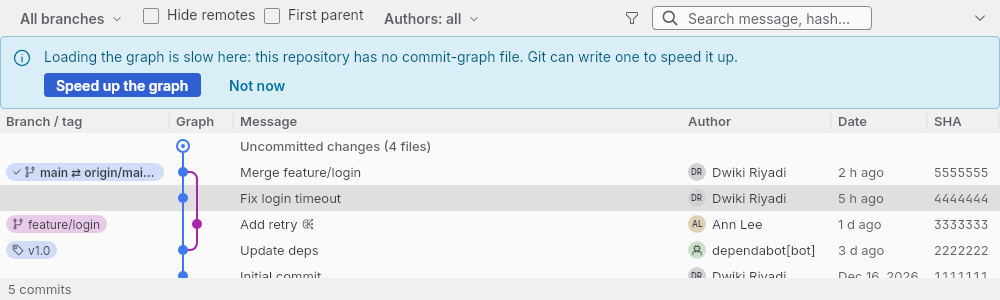 All branches Hide remotes First parent Authors: all Search message, hash...
Loading the graph is slow here: this repository has no commit-graph file. Git can write one to speed it up.
Speed up the graph Not now
Branch / tag Graph Message Author Date SHA
Uncommitted changes (4 files)
main ⇄ origin/mai... Merge feature/login DR Dwiki Riyadi 2 h ago 5555555
Fix login timeout DR Dwiki Riyadi 5 h ago 4444444
feature/login Add retry AL Ann Lee 1 d ago 3333333
v1.0 Update deps dependabot[bot] 3 d ago 2222222
Initial commit DR Dwiki Riyadi Dec 16, 2026 1111111
5 commits